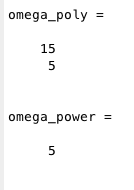 omega_poly =
15
5
omega_power =
5